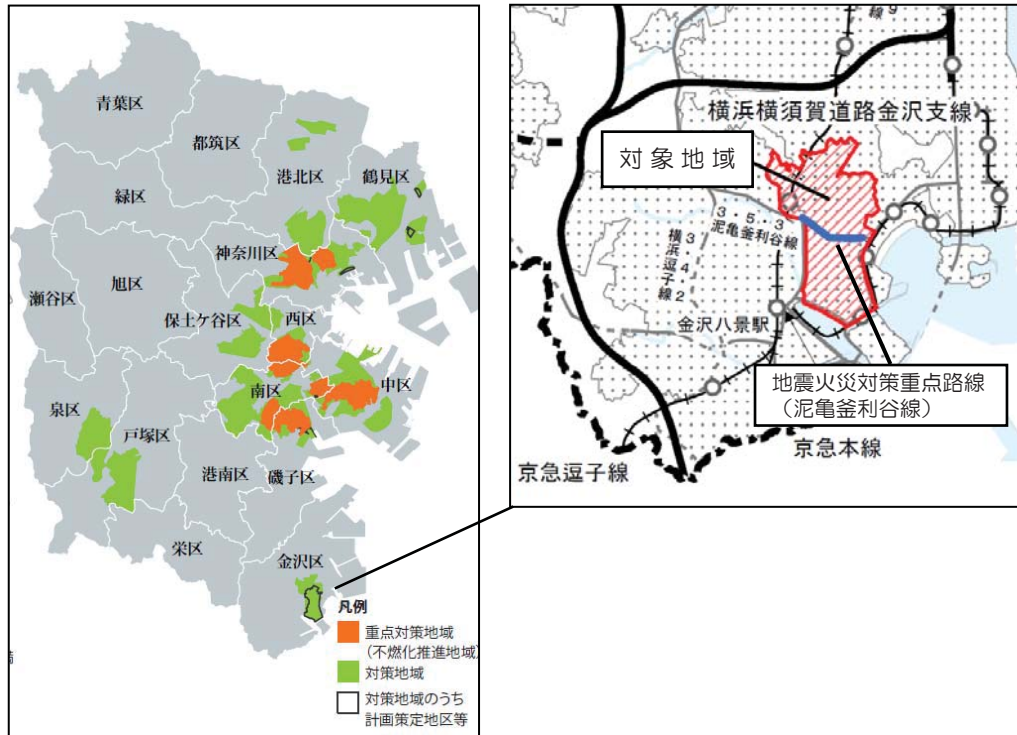 青葉区
都筑区
港北区
鶴見区
緑区
神奈川区
旭区
瀬谷区
保土ケ谷区
西区
中区
南区
泉区
戸塚区
港南区
磯子区
栄区
金沢区
凡例
重点対策地域
(不燃化推進地域)
対策地域
対策地域のうち
計画策定地区等
横浜横須賀道路金沢支線
対象地域
3・5・3
泥亀釜利谷線
3・4・2
横浜逗子線
金沢八景駅
地震火災対策重点路線
(泥亀釜利谷線)
京急本線
京急逗子線